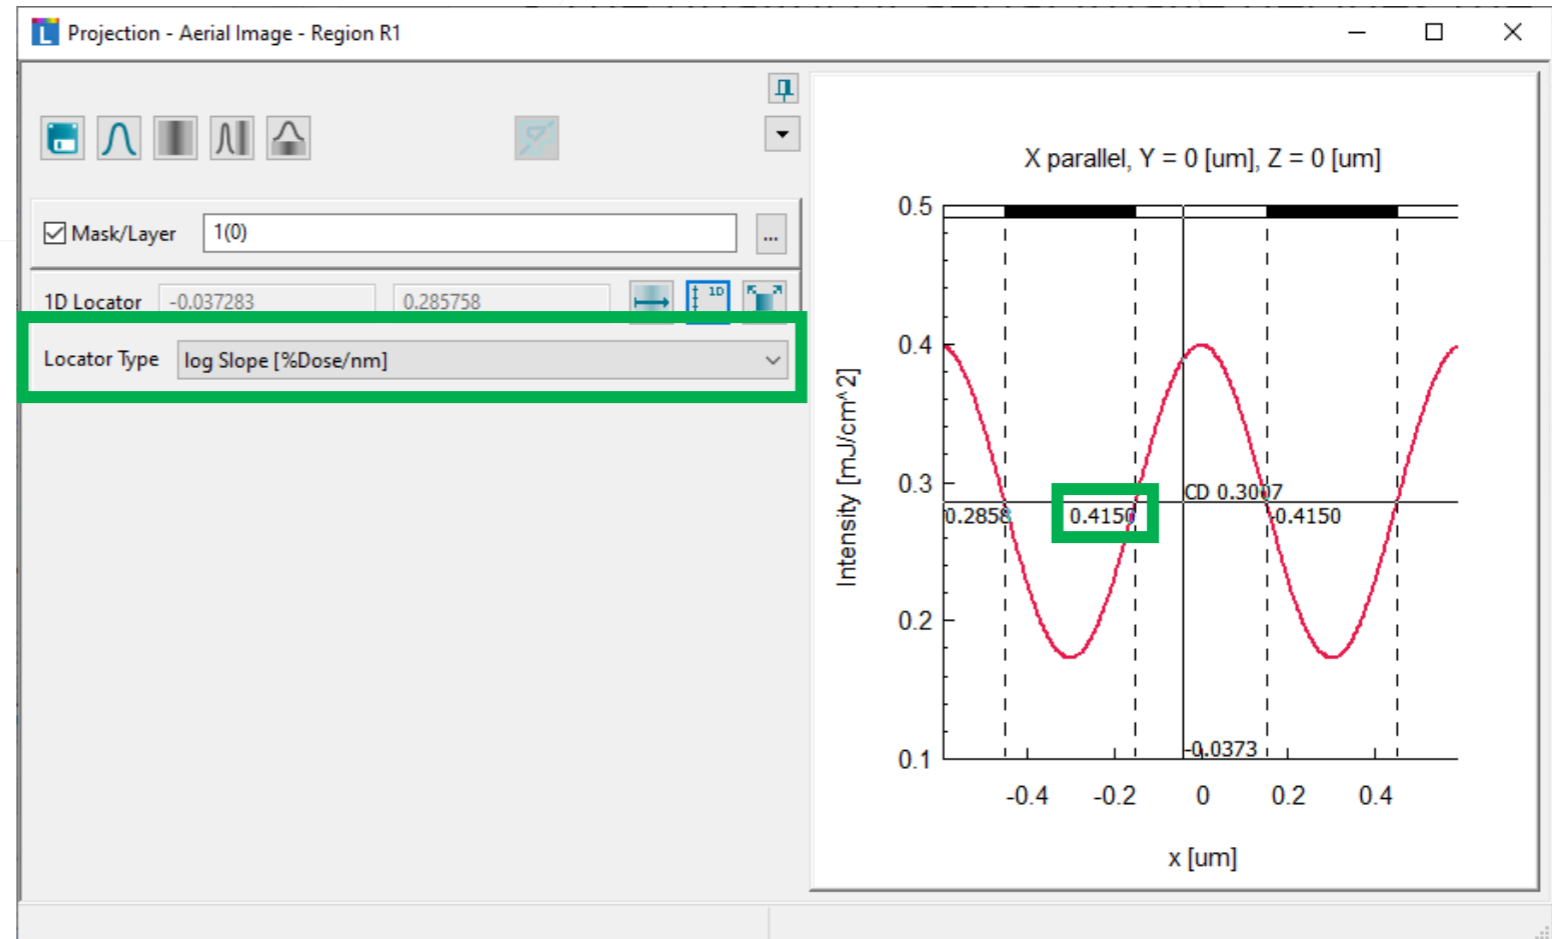 Projection - Aerial Image - Region R1
Mask/Layer 1(0) ...
1D Locator -0.037283 0.285758 1D
Locator Type log Slope [%Dose/nm]
X parallel, Y = 0 [um], Z = 0 [um]
0.5
0.4
0.3
0.2
0.1
Intensity [mJ/cm^2]
CD 0.3007
0.2858 0.4150 -0.4150
-0.0373
-0.4 -0.2 0 0.2 0.4
x [um]